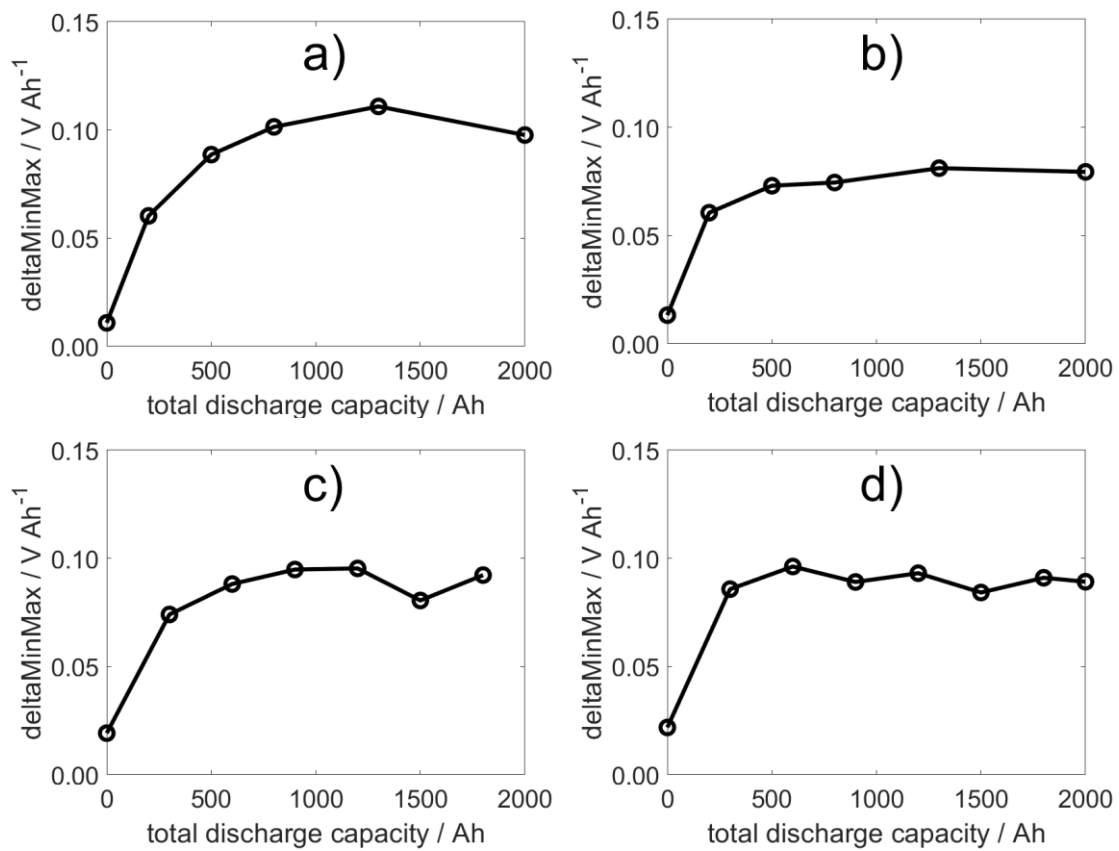 a)
deltaMinMax / V Ah⁻¹
0.15
0.10
0.05
0.00
0 500 1000 1500 2000
total discharge capacity / Ah
b)
deltaMinMax / V Ah⁻¹
0.15
0.10
0.05
0.00
0 500 1000 1500 2000
total discharge capacity / Ah
c)
deltaMinMax / V Ah⁻¹
0.15
0.10
0.05
0.00
0 500 1000 1500 2000
total discharge capacity / Ah
d)
deltaMinMax / V Ah⁻¹
0.15
0.10
0.05
0.00
0 500 1000 1500 2000
total discharge capacity / Ah